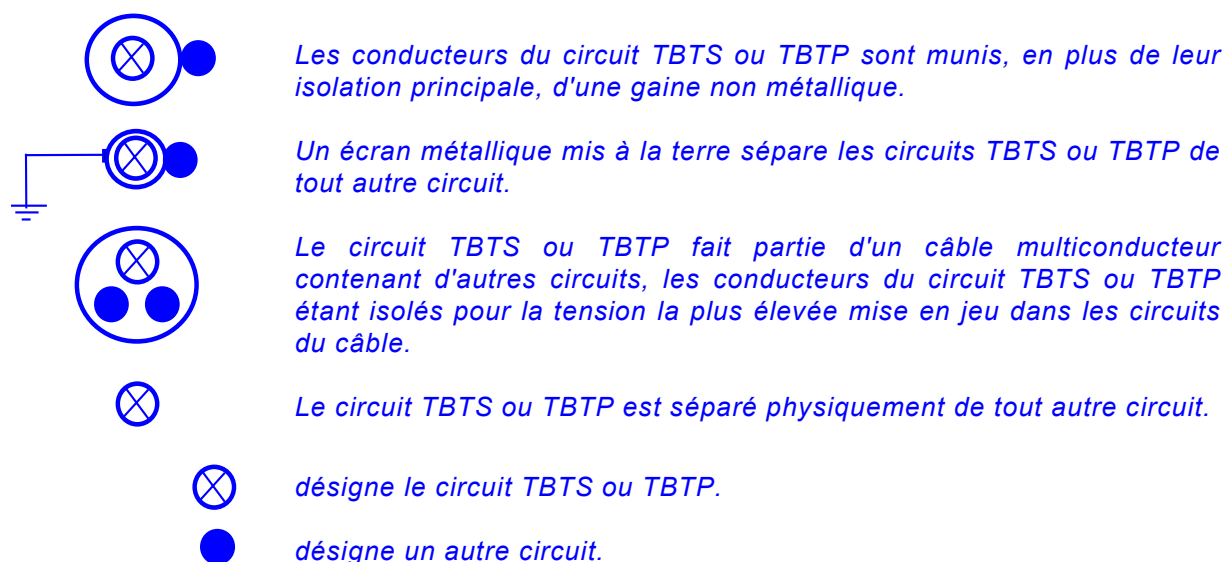 Les conducteurs du circuit TBTS ou TBTP sont munis, en plus de leur
isolation principale, d'une gaine non métallique.
Un écran métallique mis à la terre sépare les circuits TBTS ou TBTP de
tout autre circuit.
Le circuit TBTS ou TBTP fait partie d'un câble multiconducteur
contenant d'autres circuits, les conducteurs du circuit TBTS ou TBTP
étant isolés pour la tension la plus élevée mise en jeu dans les circuits
du câble.
Le circuit TBTS ou TBTP est séparé physiquement de tout autre circuit.
désigne le circuit TBTS ou TBTP.
désigne un autre circuit.